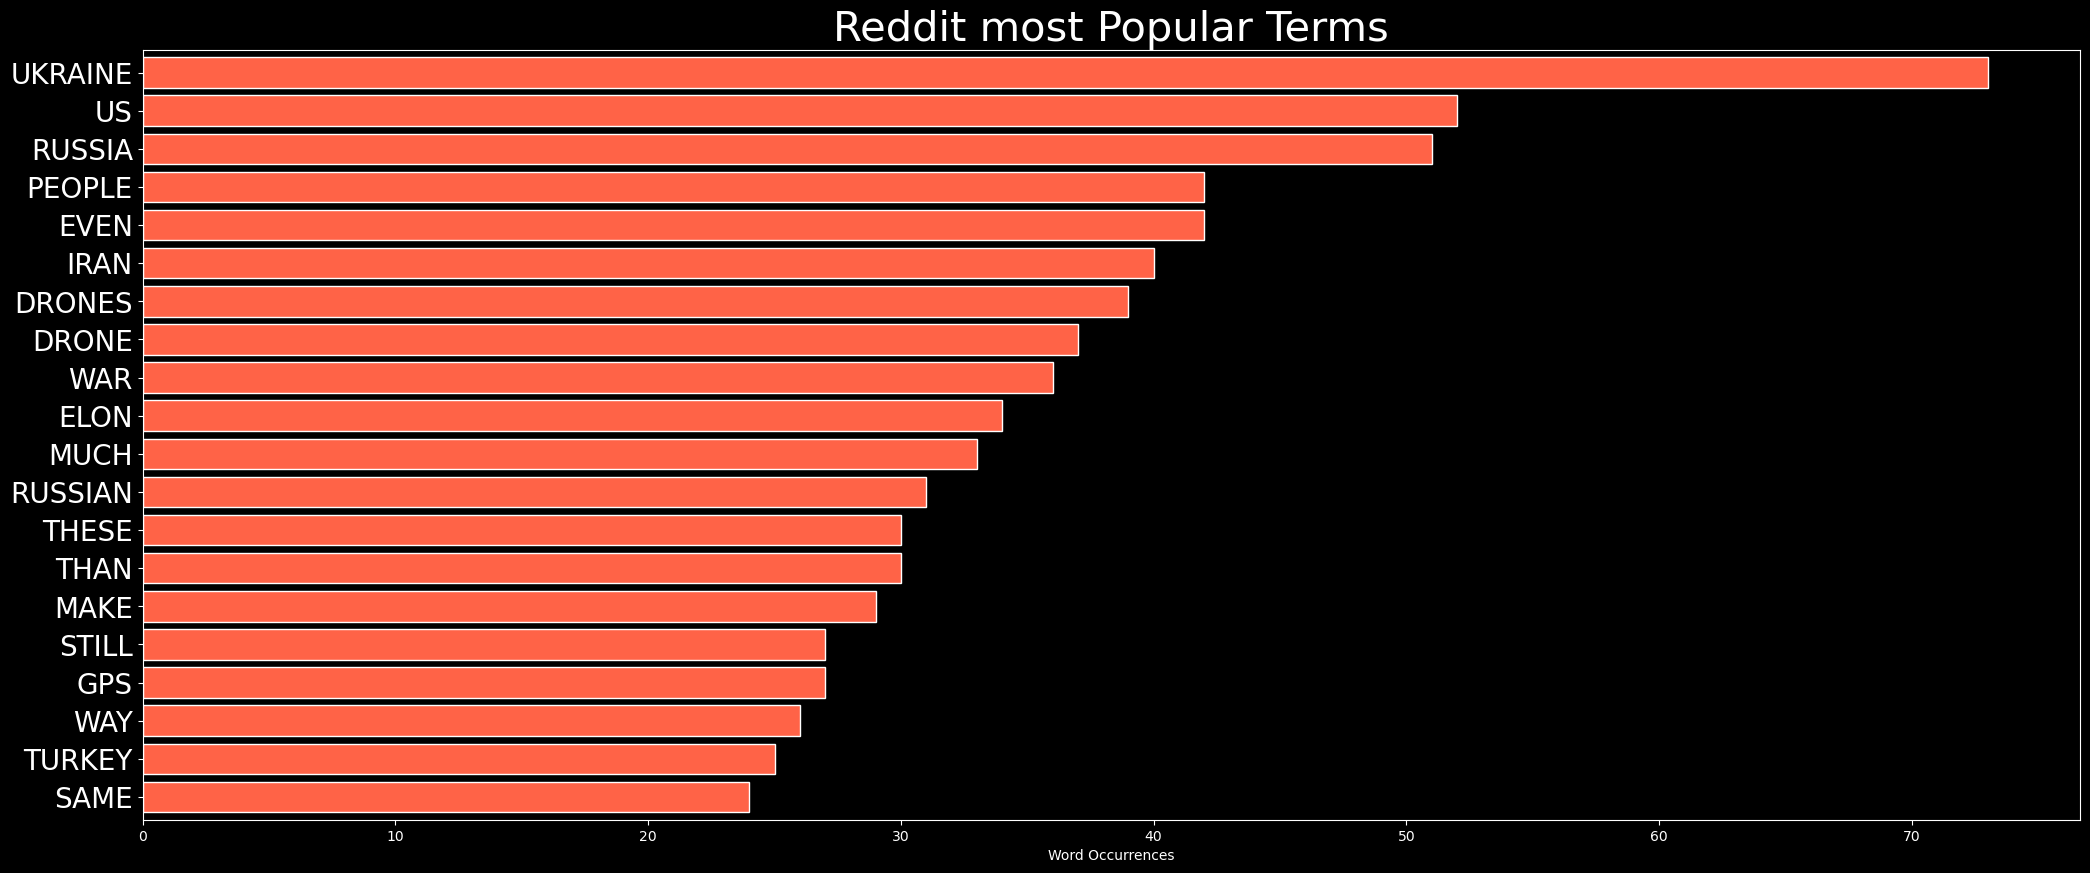 Reddit most Popular Terms
UKRAINE
US
RUSSIA
PEOPLE
EVEN
IRAN
DRONES
DRONE
WAR
ELON
MUCH
RUSSIAN
THESE
THAN
MAKE
STILL
GPS
WAY
TURKEY
SAME
0 10 20 30 40 50 60 70
Word Occurrences